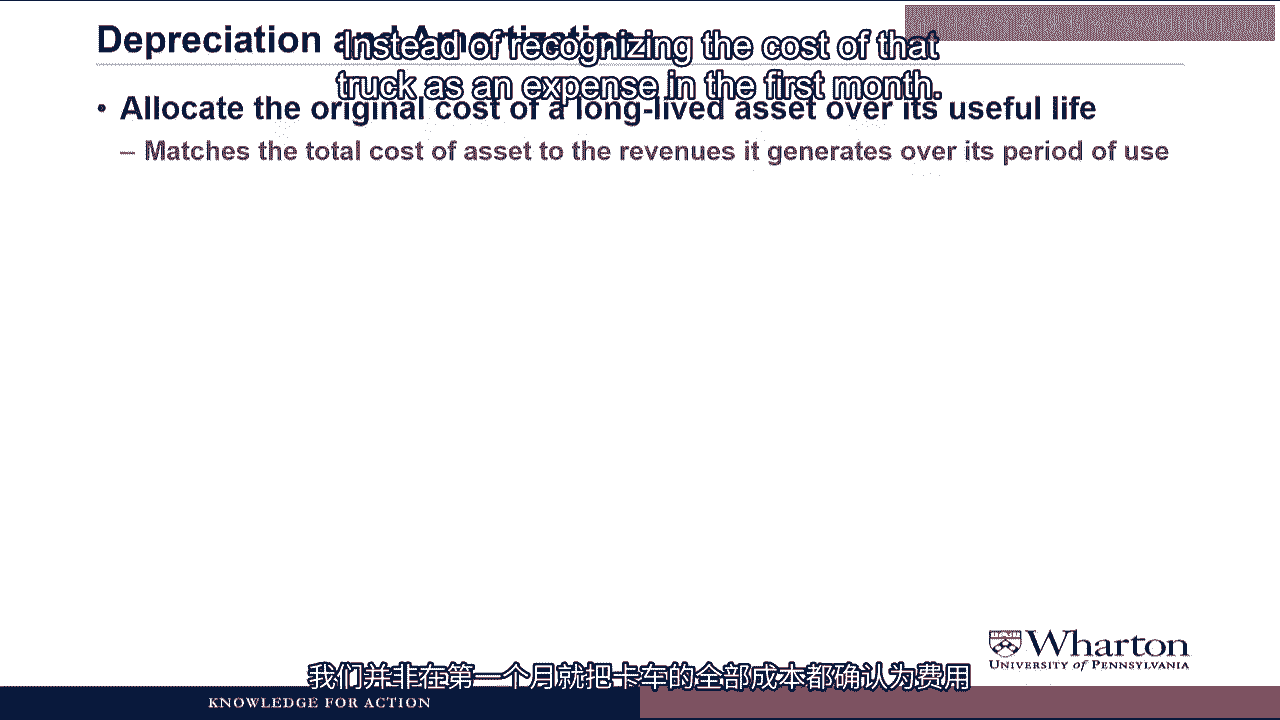 Depreciation and Amortization
Instead of recognizing the cost of that
truck as an expense in the first month.
• Allocate the original cost of a long-lived asset over its useful life
– Matches the total cost of asset to the revenues it generates over its period of use
Wharton
UNIVERSITY of PENNSYLVANIA
我们并非在第一个月就把卡车的全部成本都确认为费用
KNOWLEDGE FOR ACTION